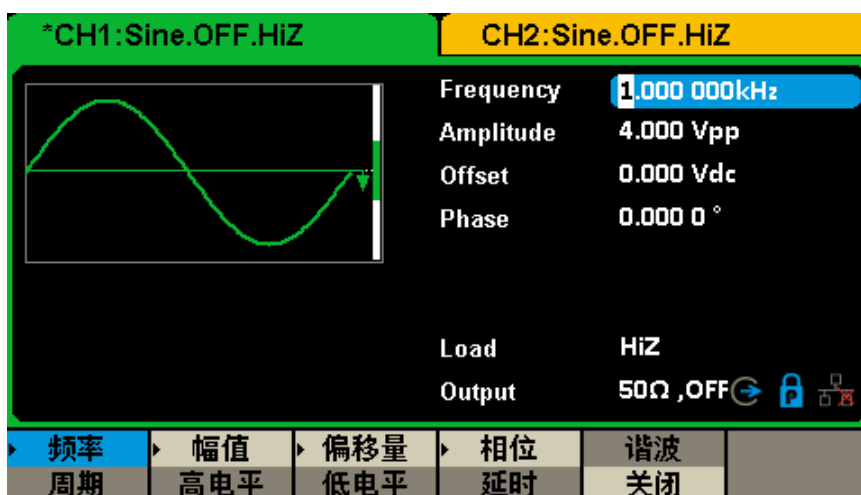 *CH1:Sine.OFF.HiZ CH2:Sine.OFF.HiZ
Frequency 1.000 000kHz
Amplitude 4.000 Vpp
Offset 0.000 Vdc
Phase 0.000 0 °
Load HiZ
Output 50Ω ,OFF P
频率 幅值 偏移量 相位 谐波
周期 高电平 低电平 延时 关闭